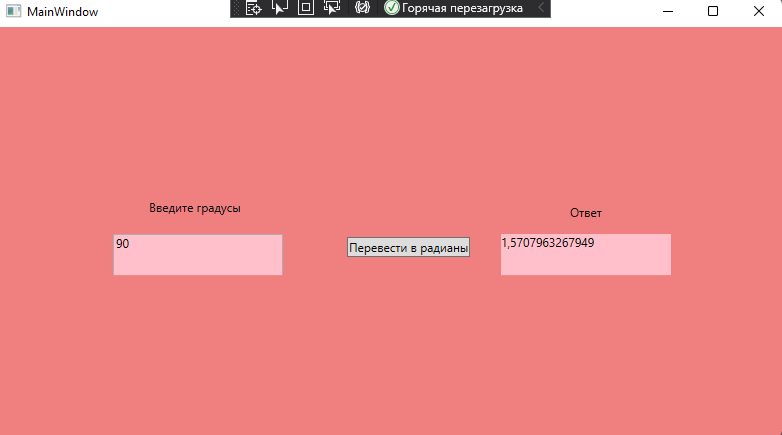 MainWindow
Горячая перезагрузка
Введите градусы
Ответ
90
Перевести в радианы
1,5707963267949